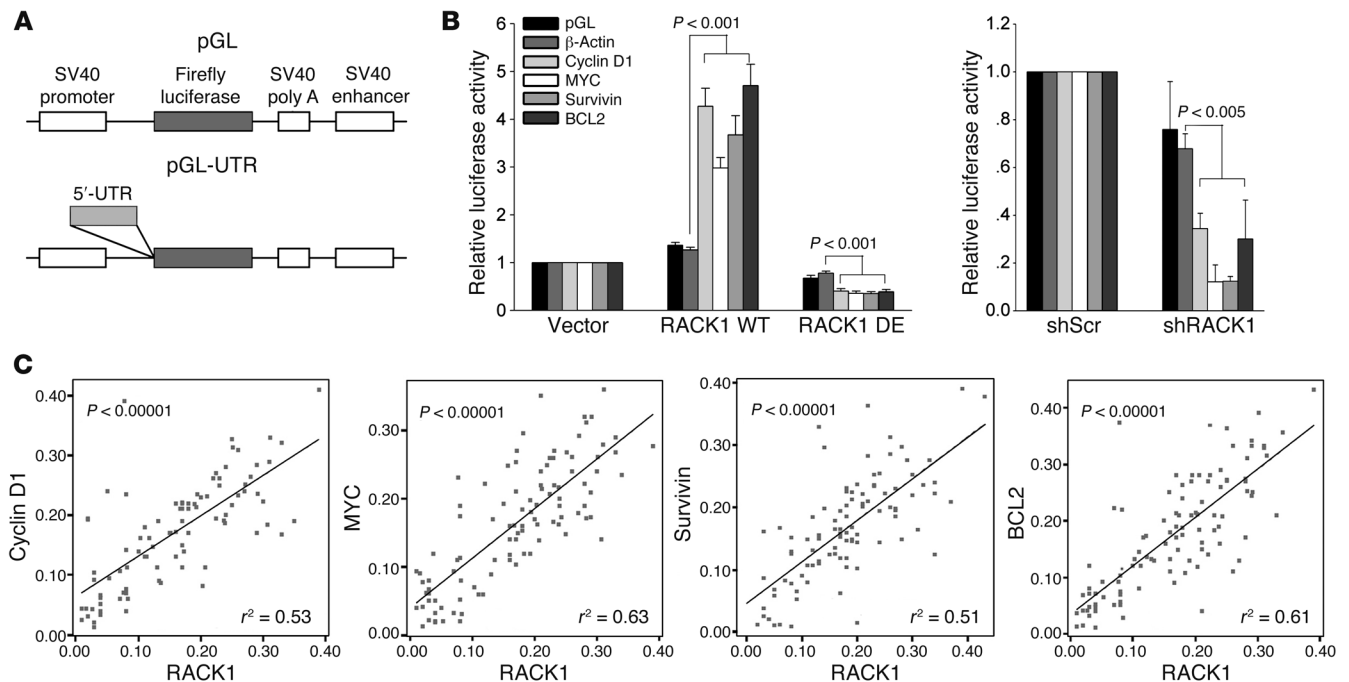 A
pGL
SV40 promoter
Firefly luciferase
SV40 poly A
SV40 enhancer
pGL-UTR
5′-UTR
B
Relative luciferase activity
6
5
4
3
2
1
0
pGL
β-Actin
Cyclin D1
MYC
Survivin
BCL2
P < 0.001
P < 0.001
Vector
RACK1 WT
RACK1 DE
Relative luciferase activity
1.2
1.0
.8
.6
.4
.2
.0
P < 0.005
shScr
shRACK1
C
Cyclin D1
0.40
0.30
0.20
0.10
0.00
P < 0.00001
r² = 0.53
0.00 0.10 0.20 0.30 0.40
RACK1
MYC
0.30
0.20
0.10
0.00
P < 0.00001
r² = 0.63
0.00 0.10 0.20 0.30 0.40
RACK1
Survivin
0.40
0.30
0.20
0.10
0.00
P < 0.00001
r² = 0.51
0.00 0.10 0.20 0.30 0.40
RACK1
BCL2
0.40
0.30
0.20
0.10
0.00
P < 0.00001
r² = 0.61
0.00 0.10 0.20 0.30 0.40
RACK1